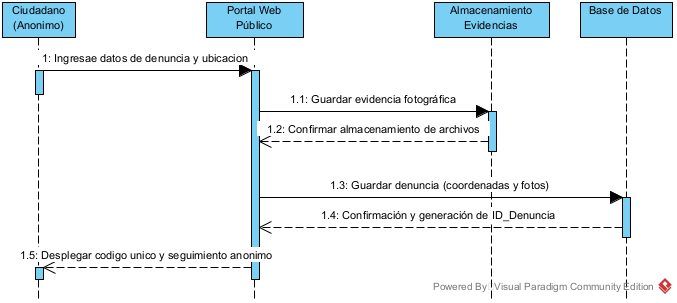 Ciudadano
(Anonimo)
Portal Web
Público
Almacenamiento
Evidencias
Base de Datos
1: Ingresae datos de denuncia y ubicacion
1.1: Guardar evidencia fotográfica
1.2: Confirmar almacenamiento de archivos
1.3: Guardar denuncia (coordenadas y fotos)
1.4: Confirmación y generación de ID_Denuncia
1.5: Desplegar codigo unico y seguimiento anonimo
Powered By Visual Paradigm Community Edition